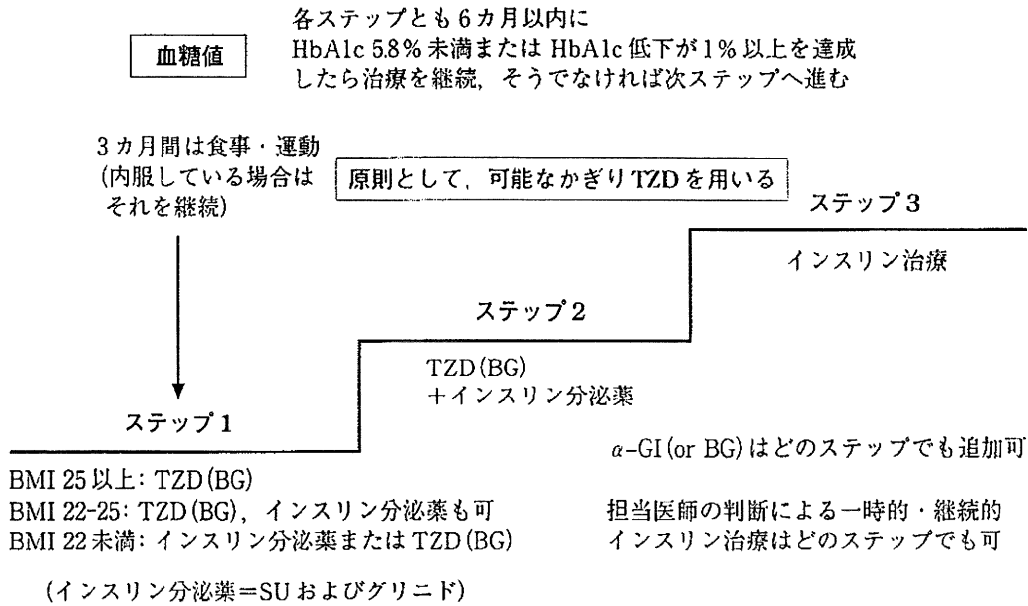 血糖値
各ステップとも6カ月以内に
HbA1c 5.8%未満または HbA1c 低下が1%以上を達成
したら治療を継続，そうでなければ次ステップへ進む
3カ月間は食事・運動
(内服している場合は
それを継続)
原則として，可能なかぎりTZDを用いる
ステップ3
インスリン治療
ステップ2
TZD(BG)
＋インスリン分泌薬
ステップ1
BMI 25以上: TZD(BG)
BMI 22-25: TZD(BG)，インスリン分泌薬も可
BMI 22未満: インスリン分泌薬またはTZD(BG)
(インスリン分泌薬=SUおよびグリニド)
α-GI(or BG)はどのステップでも追加可
担当医師の判断による一時的・継続的
インスリン治療はどのステップでも可